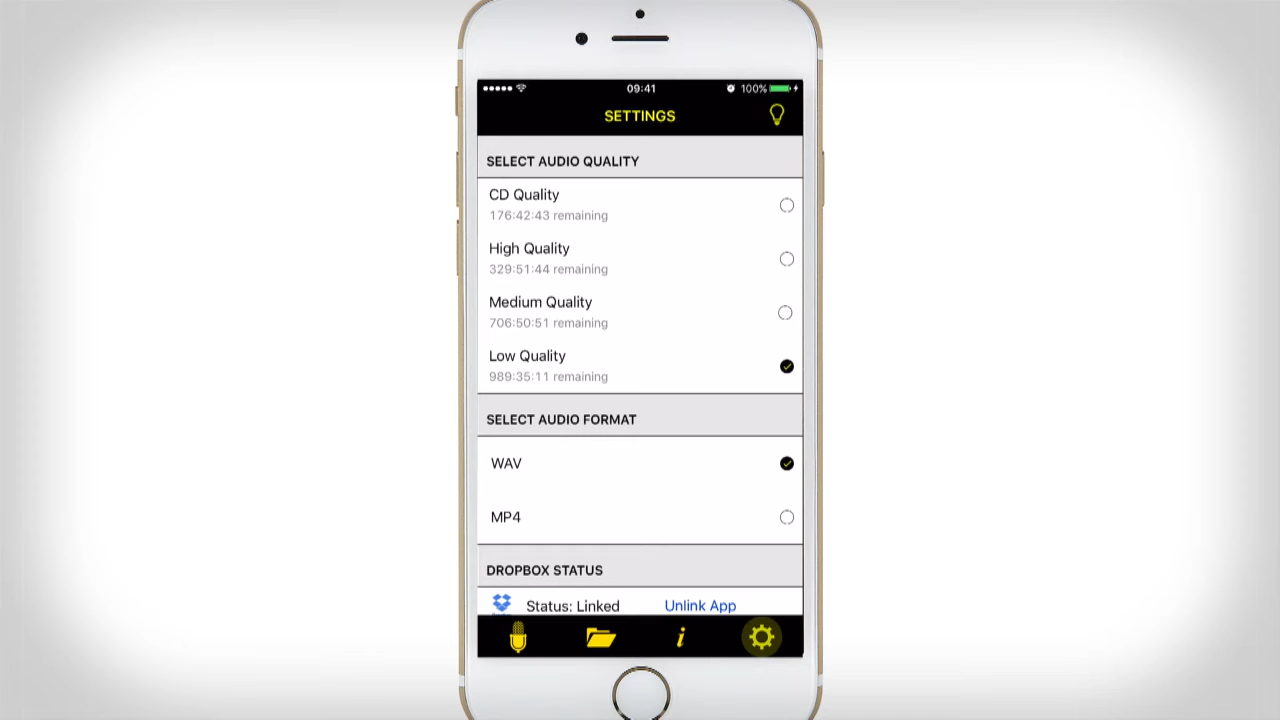 09:41
100%
SETTINGS
SELECT AUDIO QUALITY
CD Quality
176:42:43 remaining
High Quality
329:51:44 remaining
Medium Quality
706:50:51 remaining
Low Quality
989:35:11 remaining
SELECT AUDIO FORMAT
WAV
MP4
DROPBOX STATUS
Status: Linked
Unlink App
i